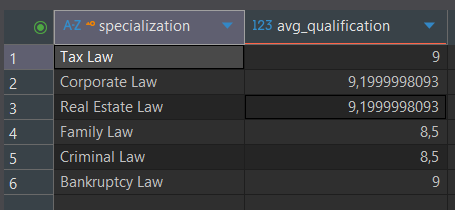 A-Z specialization 123 avg_qualification
1 Tax Law 9
2 Corporate Law 9,1999998093
3 Real Estate Law 9,1999998093
4 Family Law 8,5
5 Criminal Law 8,5
6 Bankruptcy Law 9